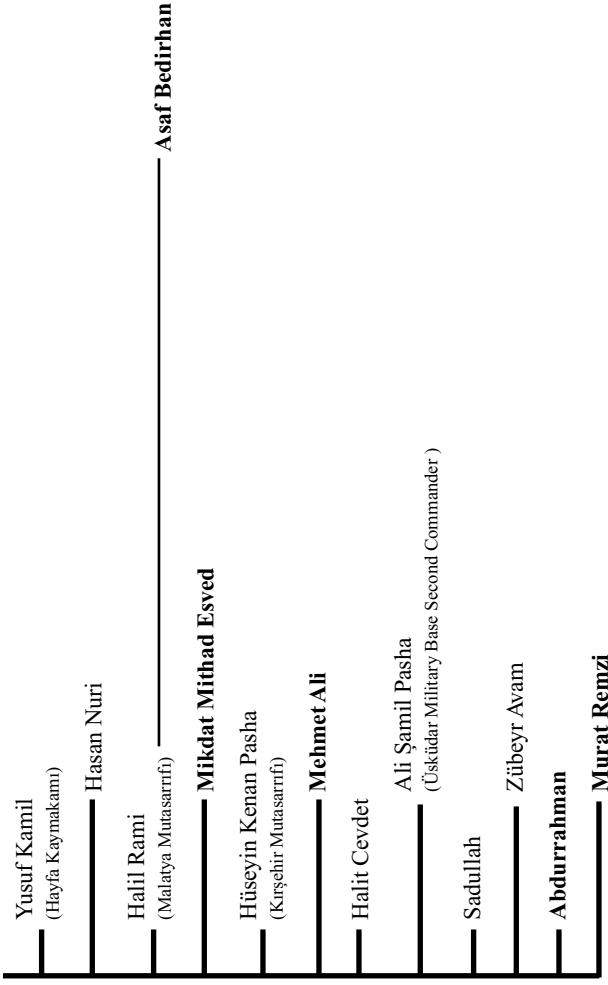 Yusuf Kamil
(Hayfa Kaymakamı)
Hasan Nuri
Halil Rami
(Malatya Mutasarrıfı)
Asaf Bedirhan
Mikdat Mithad Esved
Hüseyin Kenan Pasha
(Kırşehir Mutasarrıfı)
Mehmet Ali
Halit Cevdet
Ali Şamil Pasha
(Üsküdar Military Base Second Commander )
Sadullah
Zübeyr Avam
Abdurrahman
Murat Remzi